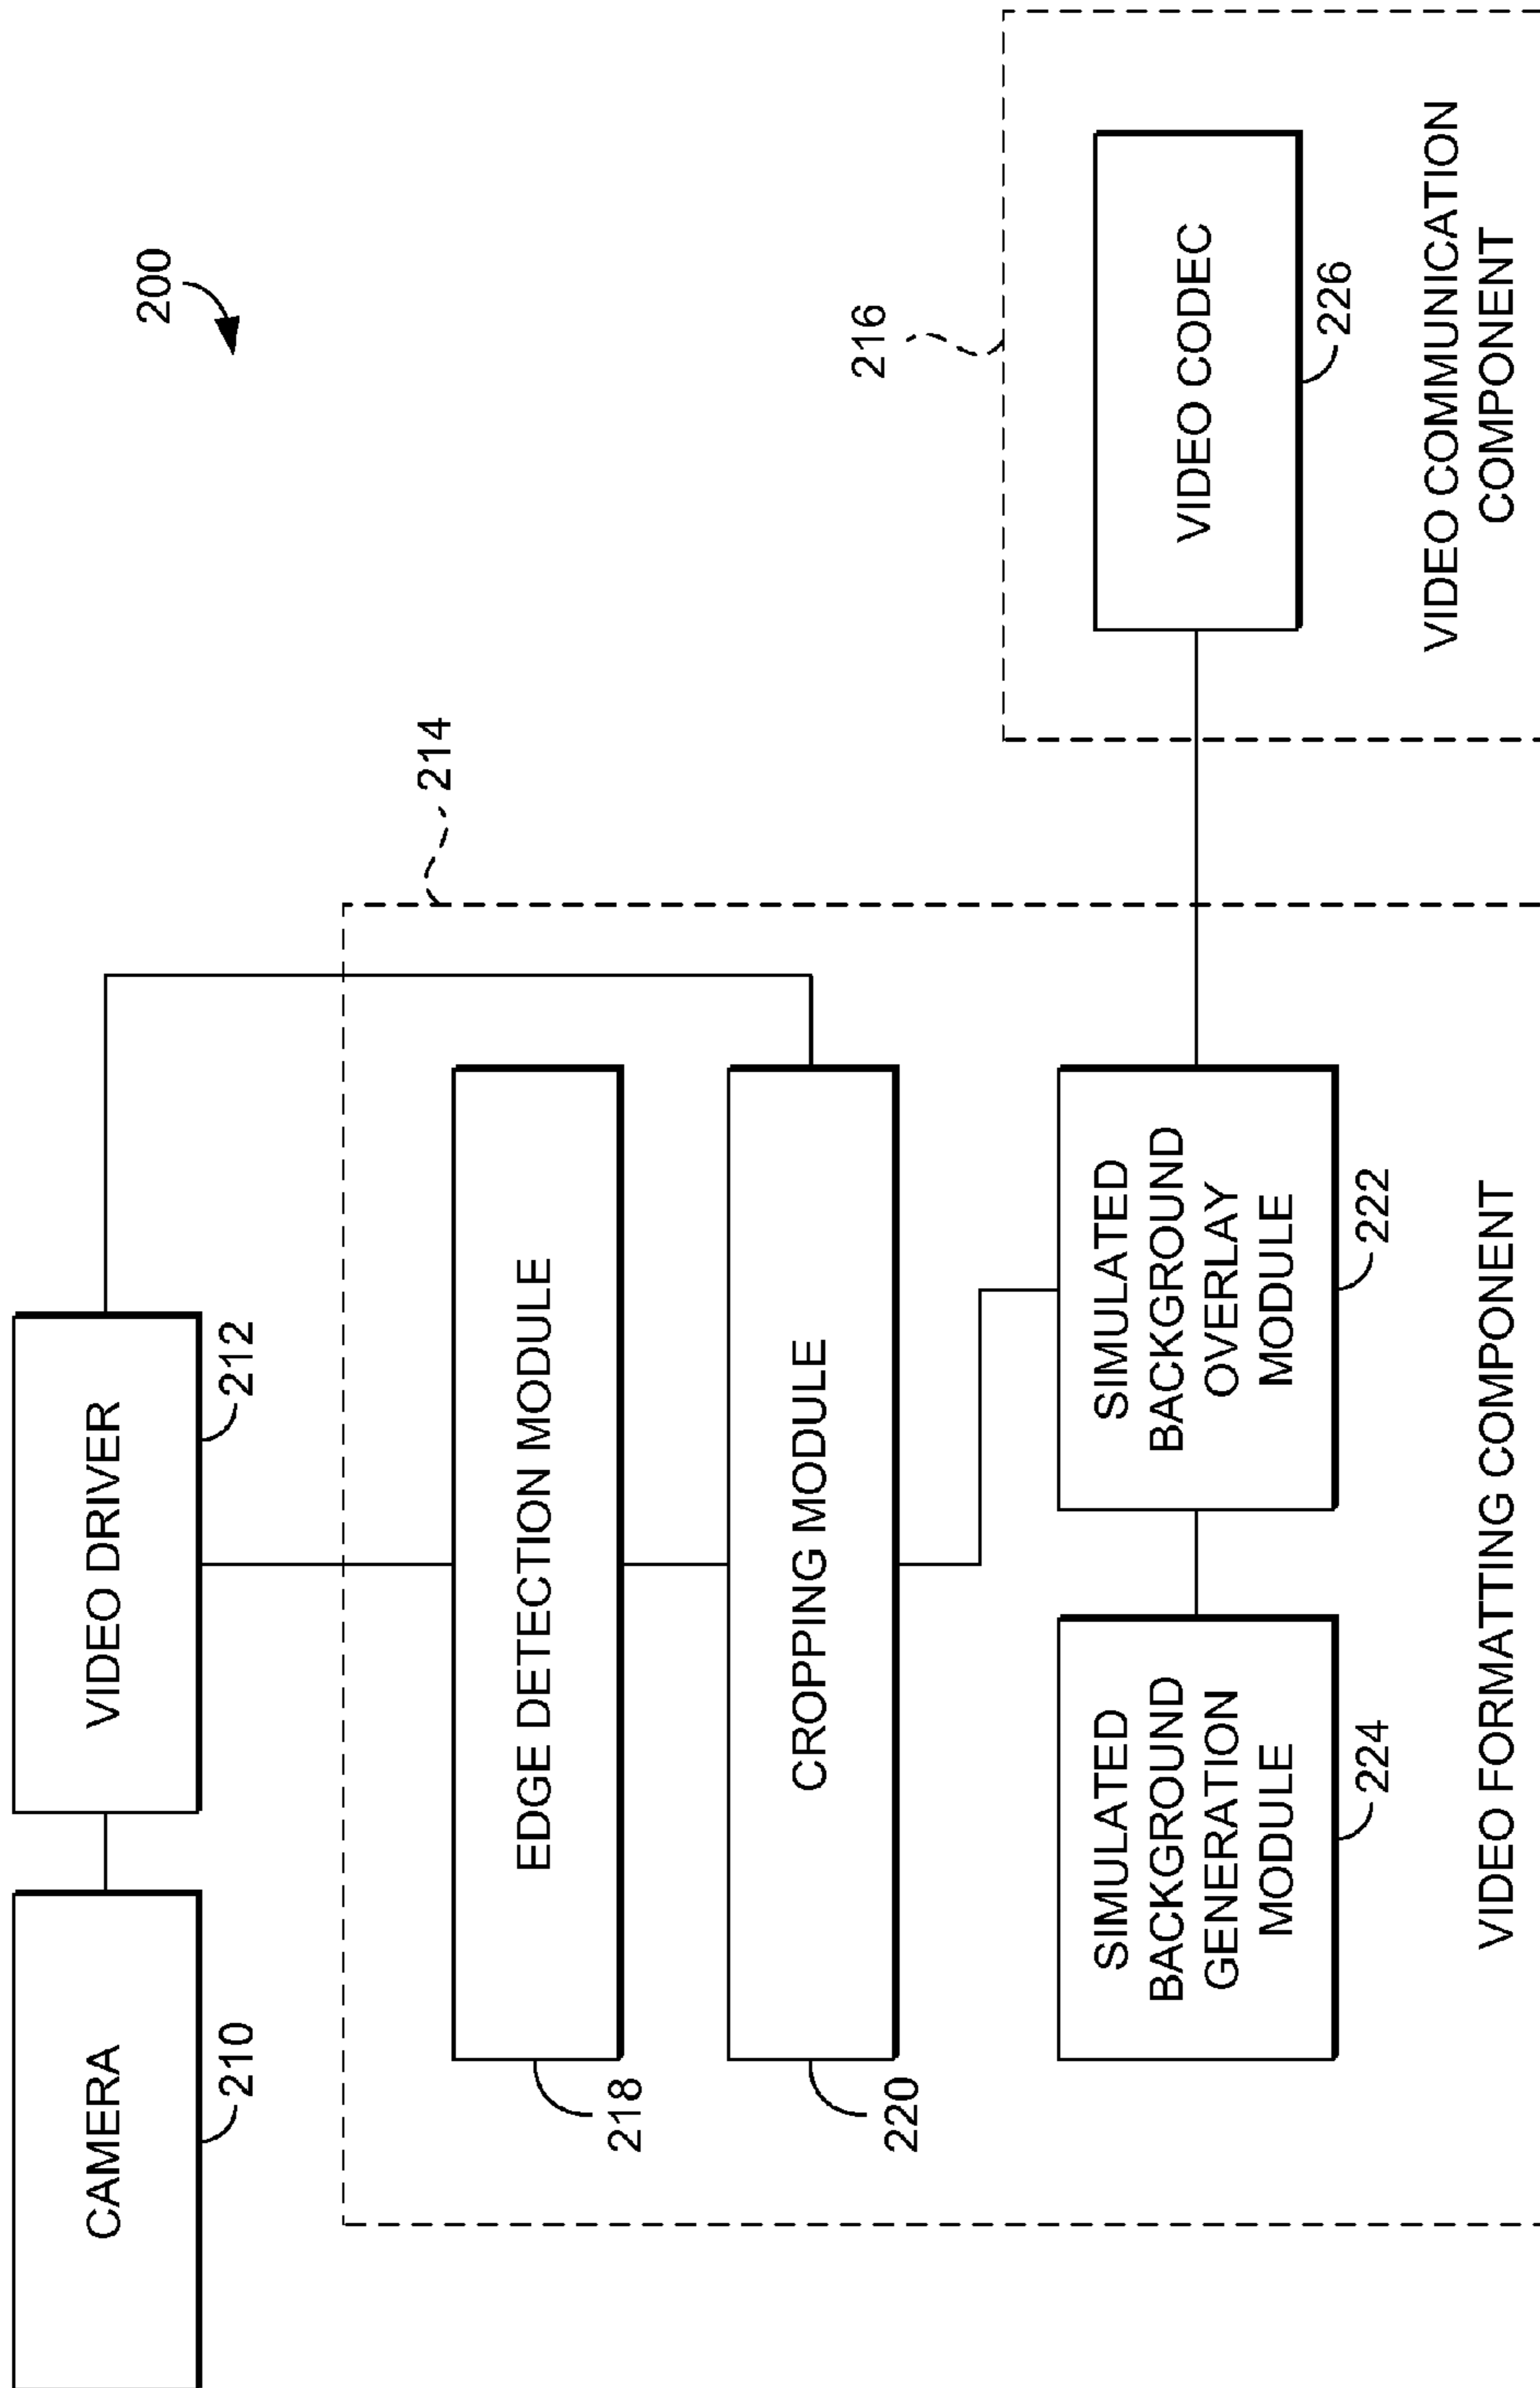 200
CAMERA
210
VIDEO DRIVER
212
214
EDGE DETECTION MODULE
218
CROPPING MODULE
220
SIMULATED
BACKGROUND
GENERATION
MODULE
224
SIMULATED
BACKGROUND
OVERLAY
MODULE
222
VIDEO FORMATTING COMPONENT
216
VIDEO CODEC
226
VIDEO COMMUNICATION
COMPONENT